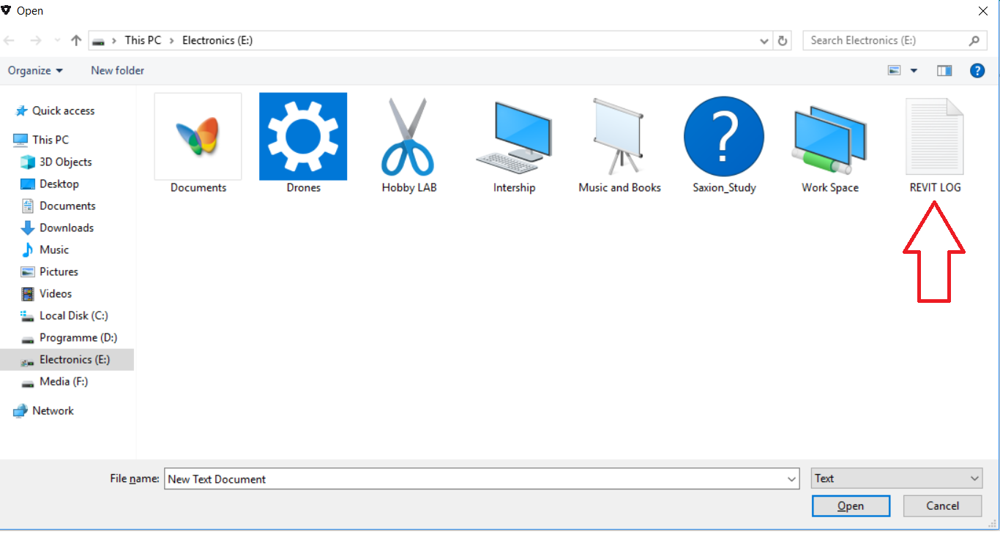 Open
This PC > Electronics (E:)
Search Electronics (E:)
Organize
New folder
?
Quick access
This PC
3D Objects
Desktop
Documents
Downloads
Music
Pictures
Videos
Local Disk (C:)
Programme (D:)
Electronics (E:)
Media (F:)
Network
Documents
Drones
Hobby LAB
Intership
Music and Books
?
Saxion_Study
Work Space
REVIT LOG
File name: New Text Document
Text
Open
Cancel